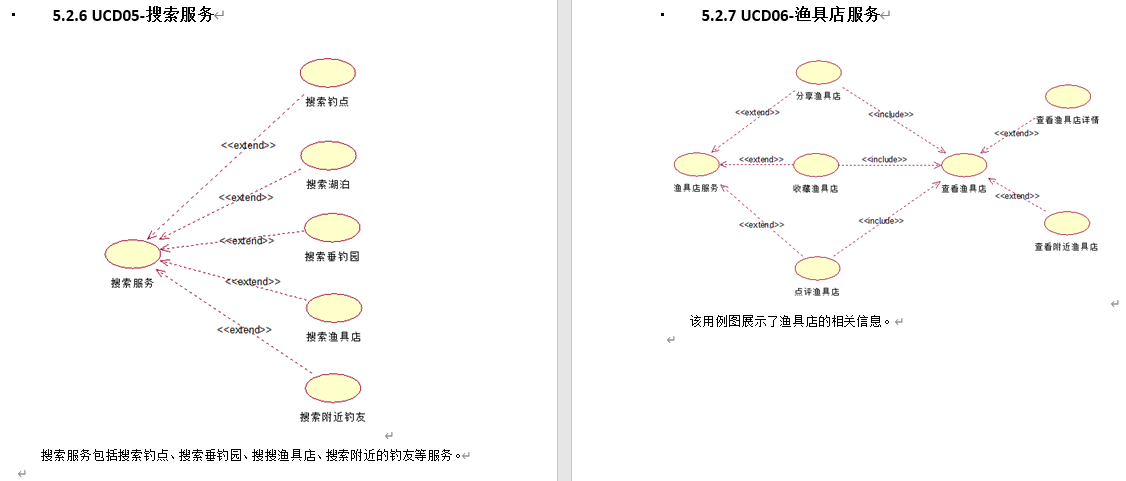 5.2.6 UCD05-搜索服务
搜索钓点
<<extend>>
搜索湖泊
<<extend>>
搜索垂钓园
<<extend>>
搜索服务
<<extend>>
搜索渔具店
<<extend>>
搜索附近钓友
搜索服务包括搜索钓点、搜索垂钓园、搜搜渔具店、搜索附近的钓友等服务。
5.2.7 UCD06-渔具店服务
分享渔具店
<<extend>>
<<include>>
查看渔具店详情
<<extend>>
<<extend>>
<<include>>
渔具店服务
收藏渔具店
查看渔具店
<<extend>>
<<extend>>
<<include>>
查看附近渔具店
点评渔具店
该用例图展示了渔具店的相关信息。